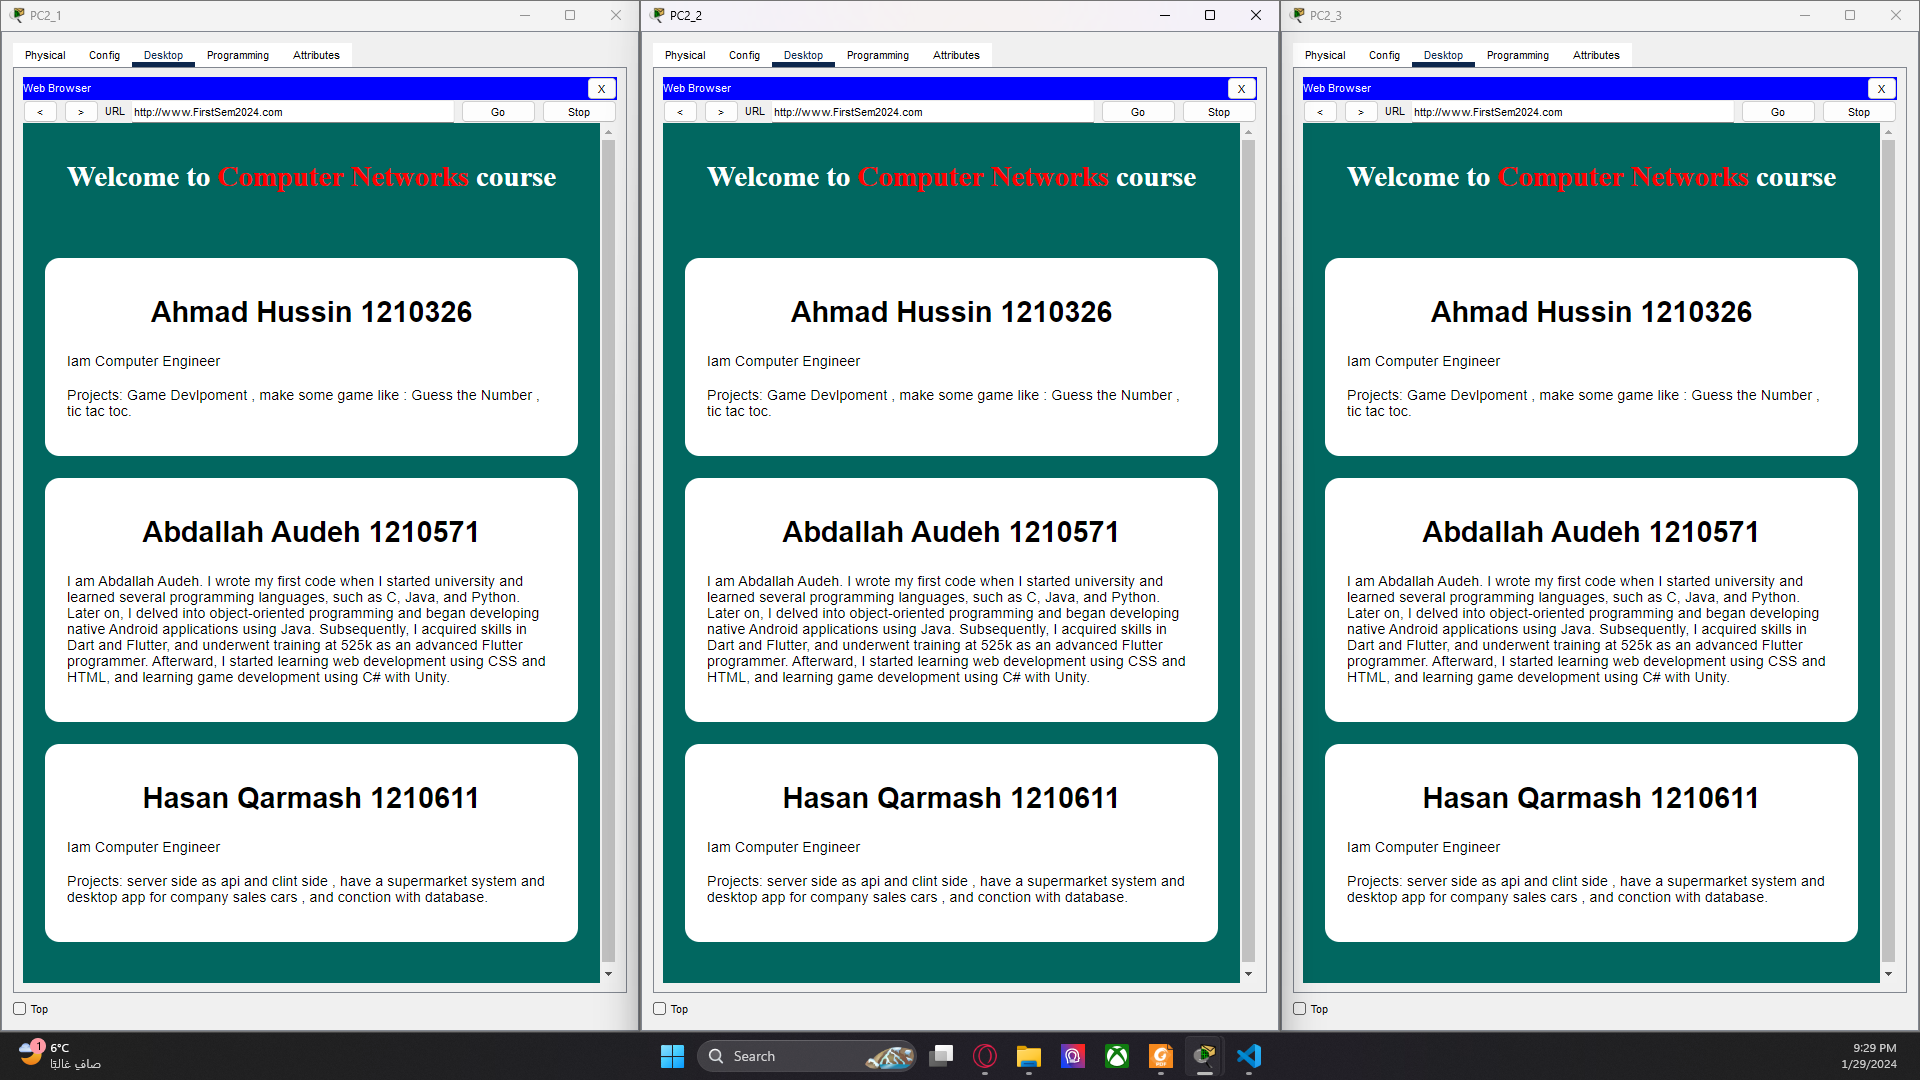 PC2_1
Physical Config Desktop Programming Attributes
Web Browser X
< > URL http://www.FirstSem2024.com Go Stop
Welcome to Computer Networks course
Ahmad Hussin 1210326
Iam Computer Engineer
Projects: Game Devlpoment , make some game like : Guess the Number ,
tic tac toc.
Abdallah Audeh 1210571
I am Abdallah Audeh. I wrote my first code when I started university and
learned several programming languages, such as C, Java, and Python.
Later on, I delved into object-oriented programming and began developing
native Android applications using Java. Subsequently, I acquired skills in
Dart and Flutter, and underwent training at 525k as an advanced Flutter
programmer. Afterward, I started learning web development using CSS and
HTML, and learning game development using C# with Unity.
Hasan Qarmash 1210611
Iam Computer Engineer
Projects: server side as api and clint side , have a supermarket system and
desktop app for company sales cars , and conction with database.
Top
PC2_2
Physical Config Desktop Programming Attributes
Web Browser X
< > URL http://www.FirstSem2024.com Go Stop
Welcome to Computer Networks course
Ahmad Hussin 1210326
Iam Computer Engineer
Projects: Game Devlpoment , make some game like : Guess the Number ,
tic tac toc.
Abdallah Audeh 1210571
I am Abdallah Audeh. I wrote my first code when I started university and
learned several programming languages, such as C, Java, and Python.
Later on, I delved into object-oriented programming and began developing
native Android applications using Java. Subsequently, I acquired skills in
Dart and Flutter, and underwent training at 525k as an advanced Flutter
programmer. Afterward, I started learning web development using CSS and
HTML, and learning game development using C# with Unity.
Hasan Qarmash 1210611
Iam Computer Engineer
Projects: server side as api and clint side , have a supermarket system and
desktop app for company sales cars , and conction with database.
Top
PC2_3
Physical Config Desktop Programming Attributes
Web Browser X
< > URL http://www.FirstSem2024.com Go Stop
Welcome to Computer Networks course
Ahmad Hussin 1210326
Iam Computer Engineer
Projects: Game Devlpoment , make some game like : Guess the Number ,
tic tac toc.
Abdallah Audeh 1210571
I am Abdallah Audeh. I wrote my first code when I started university and
learned several programming languages, such as C, Java, and Python.
Later on, I delved into object-oriented programming and began developing
native Android applications using Java. Subsequently, I acquired skills in
Dart and Flutter, and underwent training at 525k as an advanced Flutter
programmer. Afterward, I started learning web development using CSS and
HTML, and learning game development using C# with Unity.
Hasan Qarmash 1210611
Iam Computer Engineer
Projects: server side as api and clint side , have a supermarket system and
desktop app for company sales cars , and conction with database.
Top
1
6°C
صافٍ غالبًا
Search
9:29 PM
1/29/2024